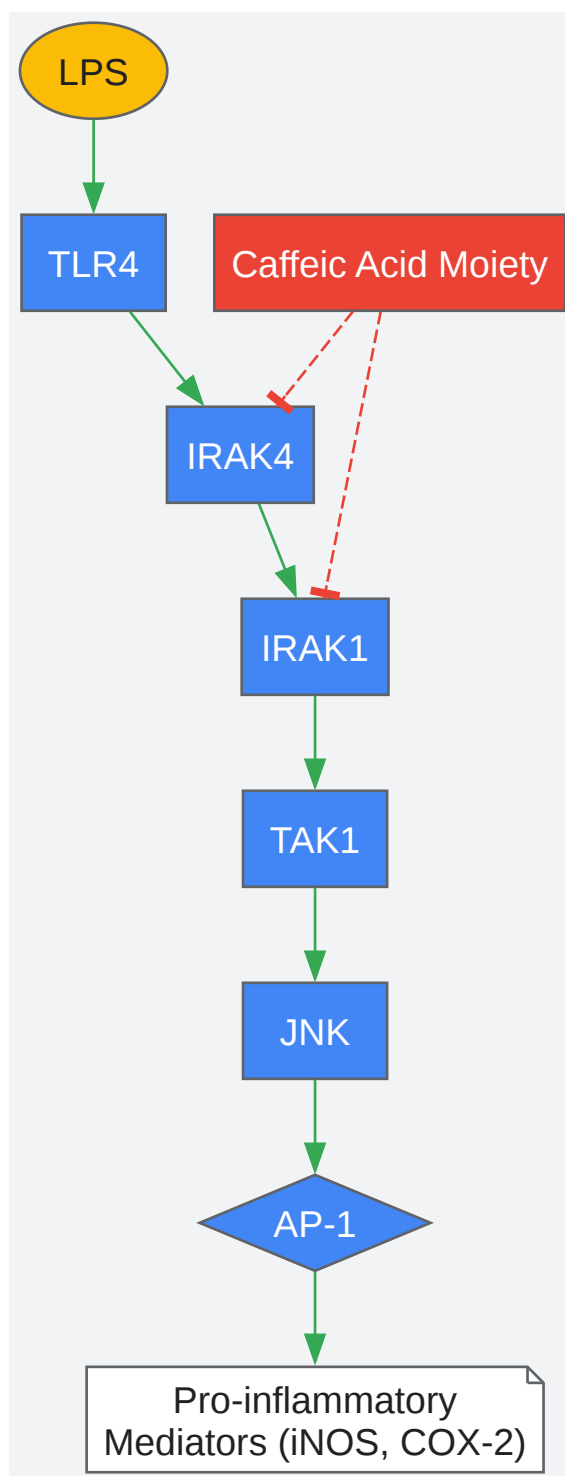 LPS
TLR4
Caffeic Acid Moiety
IRAK4
IRAK1
TAK1
JNK
AP-1
Pro-inflammatory
Mediators (iNOS, COX-2)